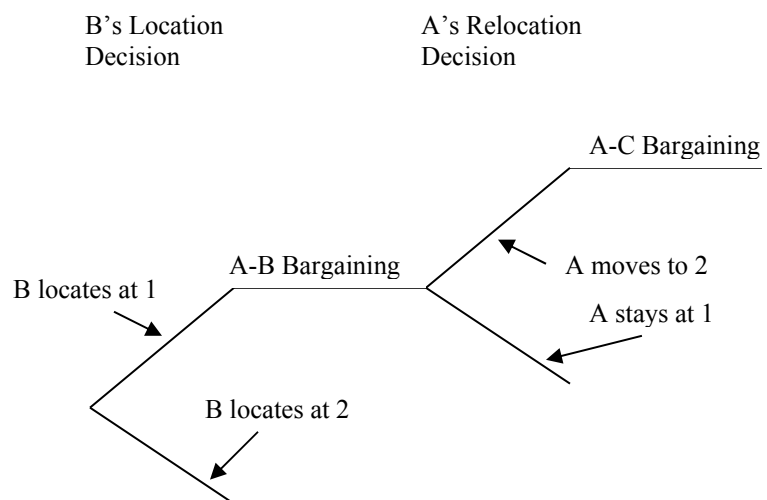 B’s Location
Decision
A’s Relocation
Decision
A-C Bargaining
A moves to 2
A-B Bargaining
B locates at 1
A stays at 1
B locates at 2